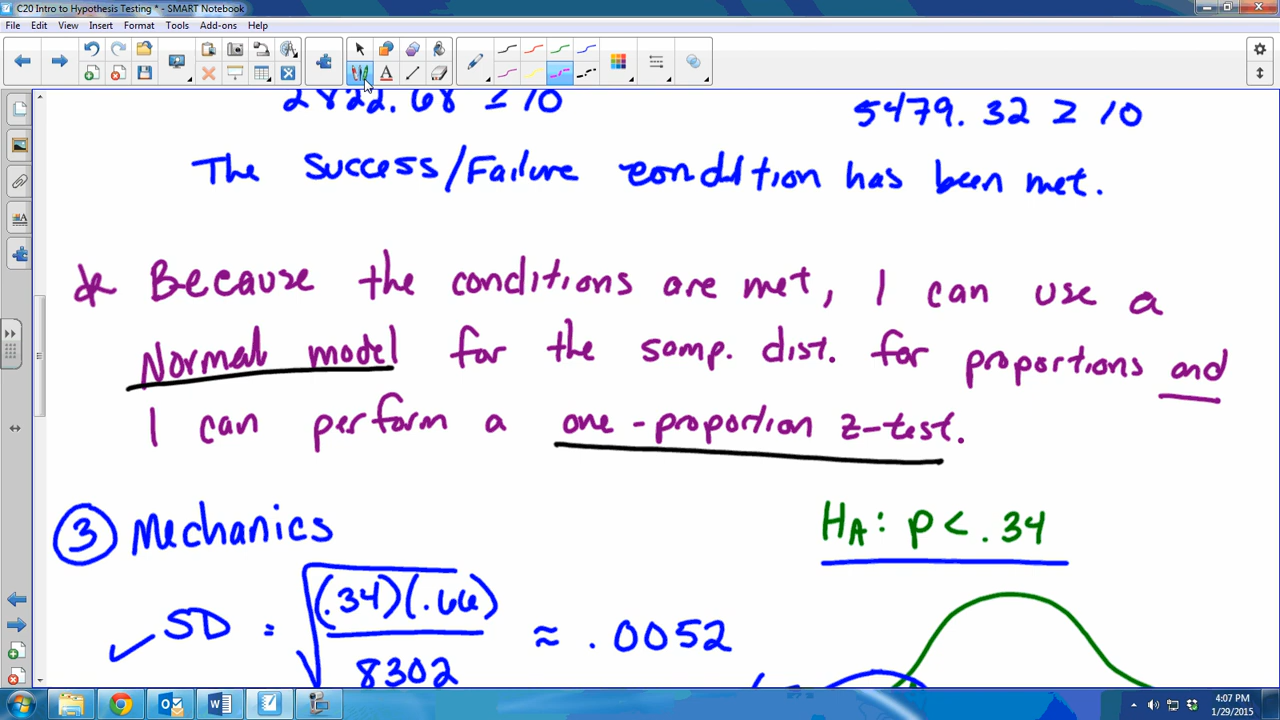 C20 Intro to Hypothesis Testing * - SMART Notebook
File Edit View Insert Format Tools Add-ons Help
2822.68 ≤ 10
5479.32 ≥ 10
The Success/Failure condition has been met.
* Because the conditions are met, I can use a
Normal model for the samp. dist. for proportions and
I can perform a one-proportion z-test.
③ Mechanics
HA: p < .34
✓ SD = √(.34)(.66)/8302 ≈ .0052
4:07 PM
1/29/2015